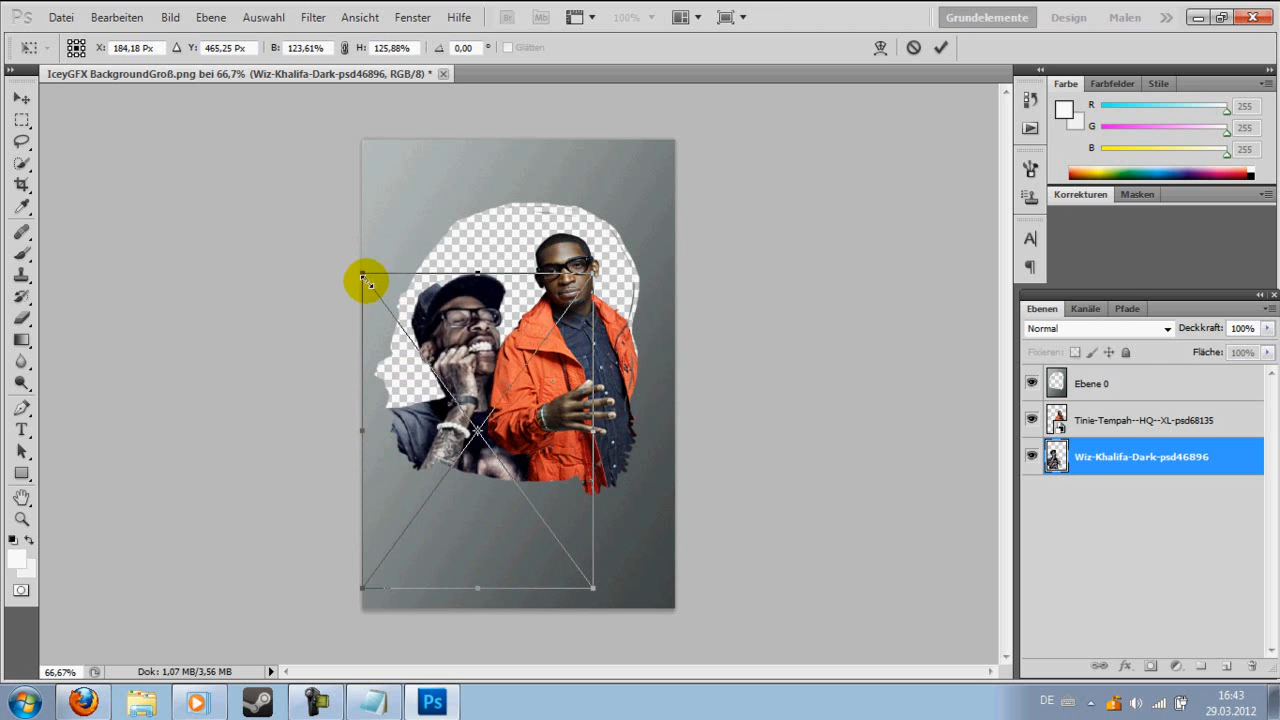 Ps Datei Bearbeiten Bild Ebene Auswahl Filter Ansicht Fenster Hilfe Br Mb 100% Grundelemente Design Malen
X: 184,18 Px Y: 465,25 Px B: 123,61% H: 125,88% 0,00 ° Glätten
IceyGFX BackgroundGroß.png bei 66,7% (Wiz-Khalifa-Dark-psd46896, RGB/8) *
Farbe Farbfelder Stile
R 255
G 255
B 255
Korrekturen Masken
Ebenen Kanäle Pfade
Normal Deckkraft: 100%
Fixieren: Fläche: 100%
Ebene 0
Tinie-Tempah--HQ--XL-psd68135
Wiz-Khalifa-Dark-psd46896
66,67% Dok: 1,07 MB/3,56 MB
Ps DE 16:43
29.03.2012